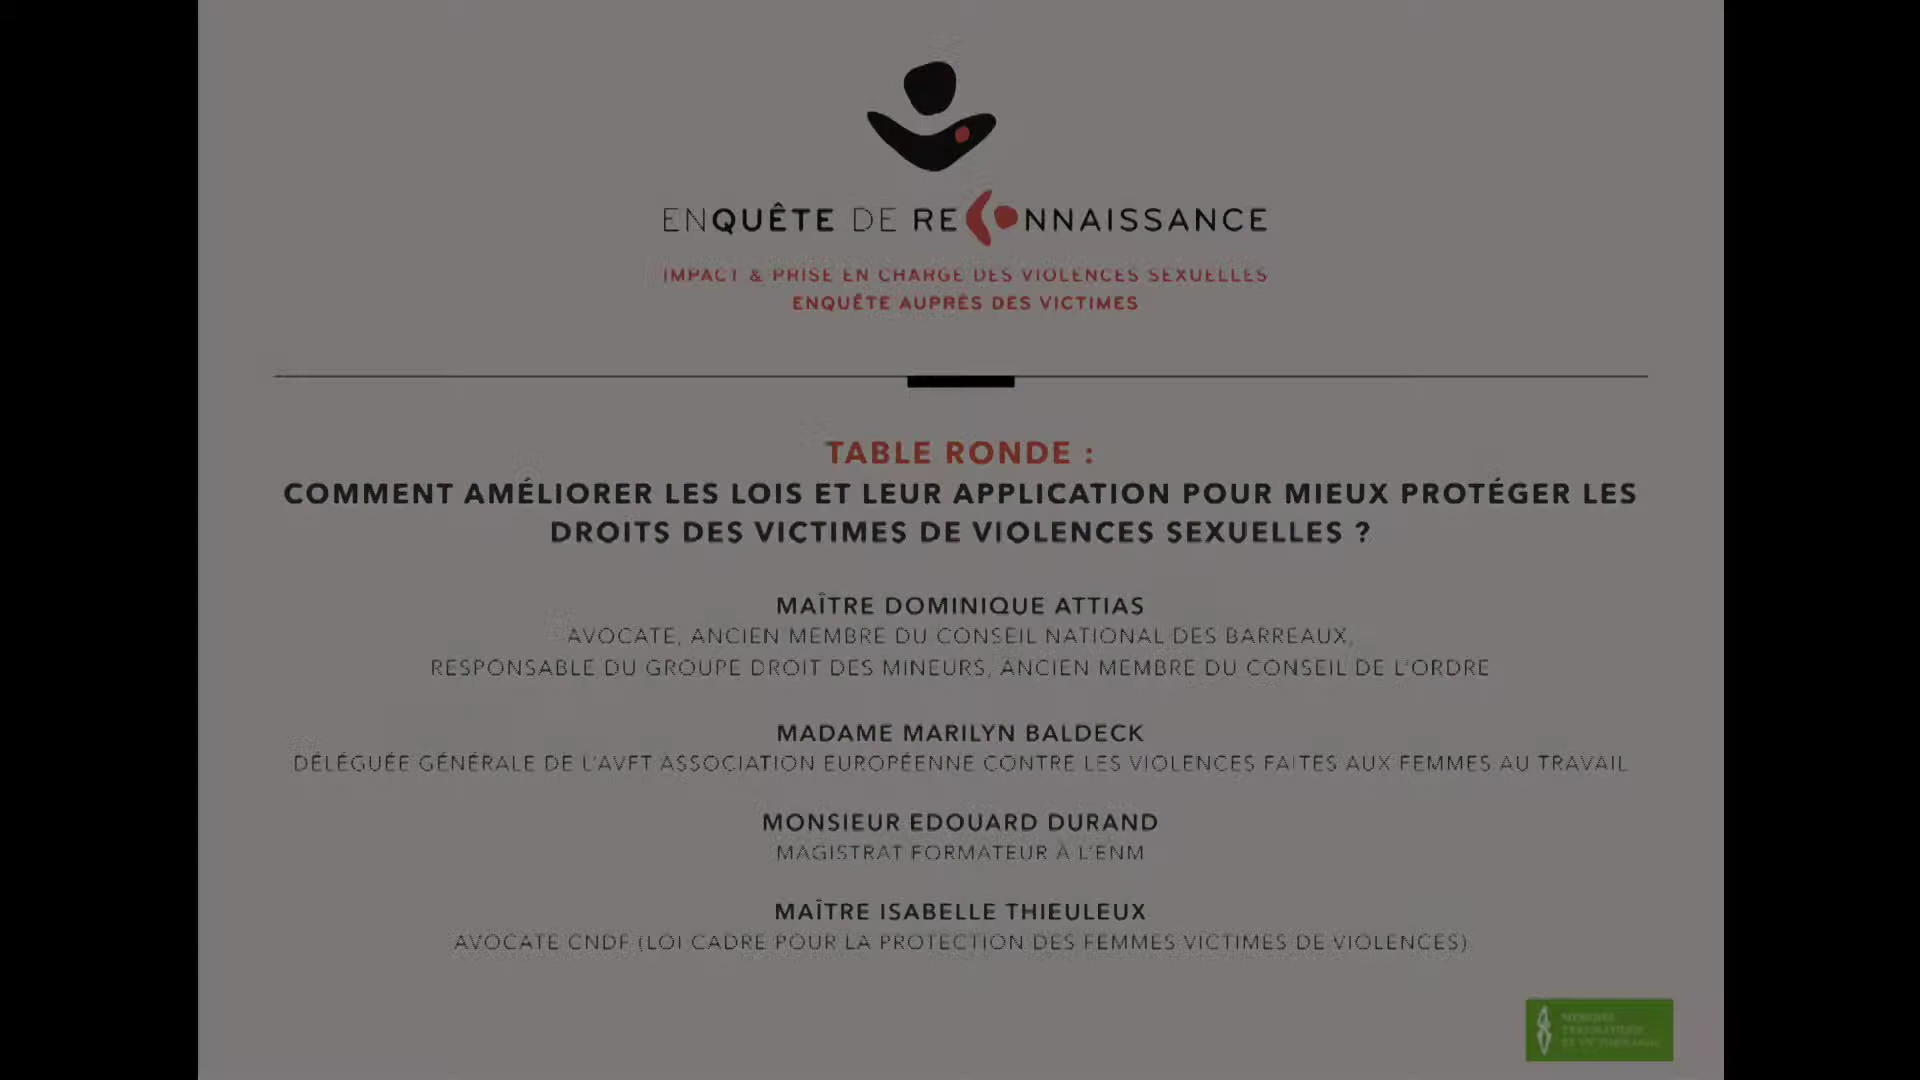 ENQUÊTE DE RECONNAISSANCE
IMPACT & PRISE EN CHARGE DES VIOLENCES SEXUELLES
ENQUÊTE AUPRÈS DES VICTIMES
TABLE RONDE :
COMMENT AMÉLIORER LES LOIS ET LEUR APPLICATION POUR MIEUX PROTÉGER LES
DROITS DES VICTIMES DE VIOLENCES SEXUELLES ?
MAÎTRE DOMINIQUE ATTIAS
AVOCATE, ANCIEN MEMBRE DU CONSEIL NATIONAL DES BARREAUX,
RESPONSABLE DU GROUPE DROIT DES MINEURS, ANCIEN MEMBRE DU CONSEIL DE L'ORDRE
MADAME MARILYN BALDECK
DÉLÉGUÉE GÉNÉRALE DE L'AVFT ASSOCIATION EUROPÉENNE CONTRE LES VIOLENCES FAITES AUX FEMMES AU TRAVAIL
MONSIEUR EDOUARD DURAND
MAGISTRAT FORMATEUR À L'ENM
MAÎTRE ISABELLE THIEULEUX
AVOCATE CNDF (LOI CADRE POUR LA PROTECTION DES FEMMES VICTIMES DE VIOLENCES)
MÉMOIRE
TRAUMATIQUE
ET VICTIMOLOGIE